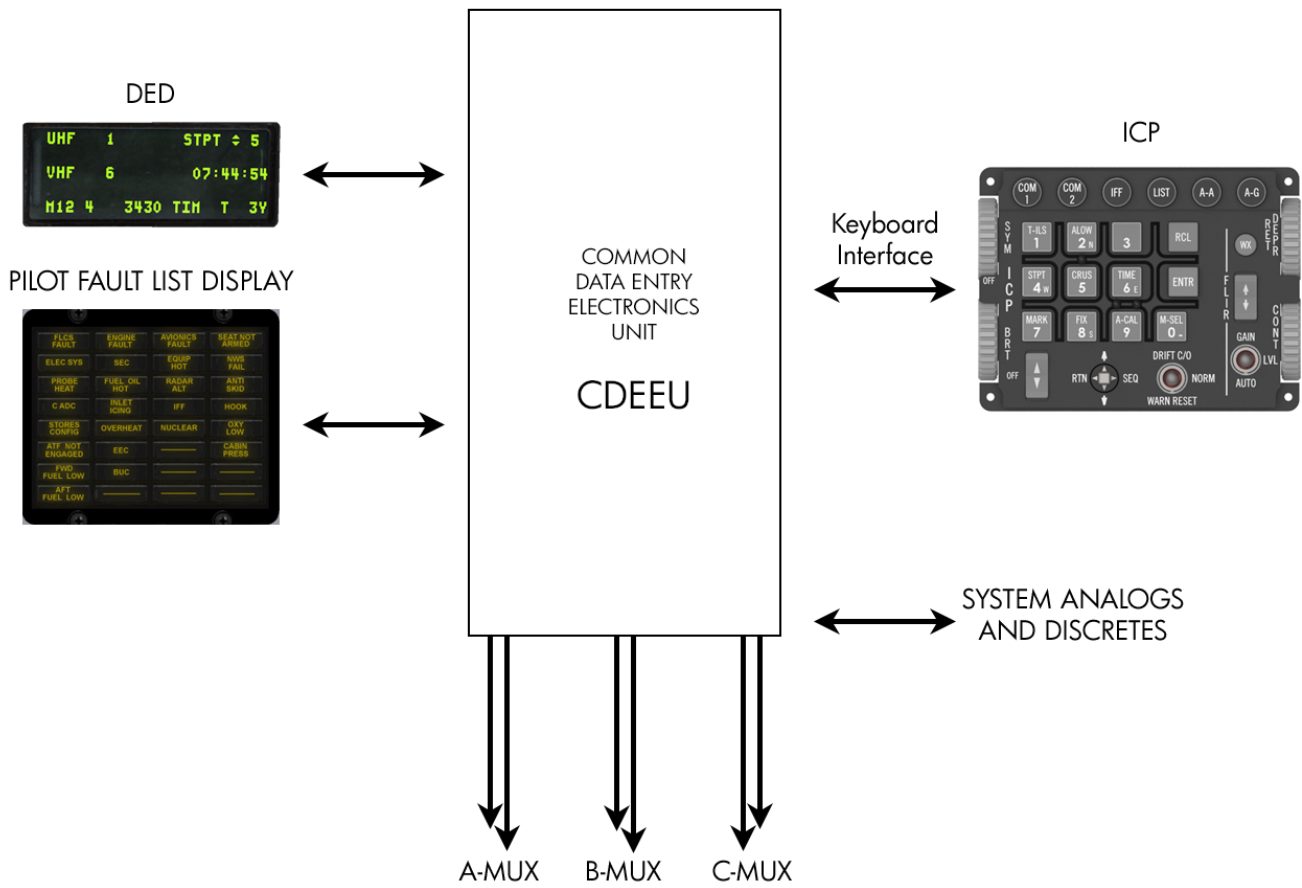 DED
UHF 1 STPT 5
VHF 6 07:44:54
M12 4 3430 TIM T 3Y
PILOT FAULT LIST DISPLAY
FLCS FAULT
ENGINE FAULT
AVIONICS FAULT
SEAT NOT ARMED
ELEC SYS
SEC
EQUIP HOT
NWS FAIL
PROBE HEAT
FUEL OIL HOT
RADAR ALT
ANTI SKID
C ADC
INLET ICING
IFF
HOOK
STORES CONFIG
OVERHEAT
NUCLEAR
OXY LOW
ATF NOT ENGAGED
EEC
CABIN PRESS
FWD FUEL LOW
BUC
AFT FUEL LOW
COMMON
DATA ENTRY
ELECTRONICS
UNIT
CDEEU
Keyboard
Interface
ICP
COM 1
COM 2
IFF
LIST
A-A
A-G
SYM
ICP
BRT
OFF
OFF
T-ILS 1
ALOW 2 N
3
RCL
STPT 4 W
CRUS 5
TIME 6 E
ENTR
MARK 7
FIX 8 S
A-CAL 9
M-SEL 0 -
RTN
SEQ
DRIFT C/O
NORM
WARN RESET
WX
FLIR
GAIN
LVL
AUTO
DEPR
RET
CONT
SYSTEM ANALOGS
AND DISCRETES
A-MUX
B-MUX
C-MUX